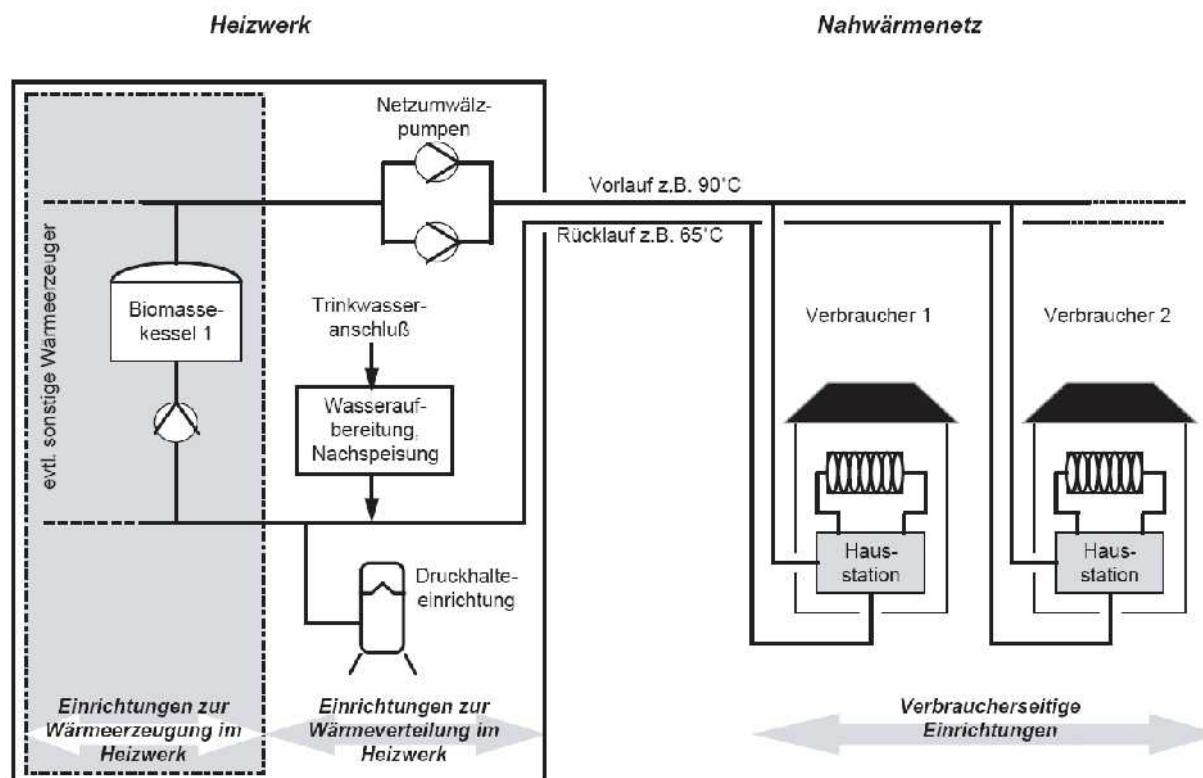 Heizwerk
Nahwärmenetz
Netzumwälz-
pumpen
Vorlauf z.B. 90°C
Rücklauf z.B. 65°C
evtl. sonstige Wärmeerzeuger
Biomasse-
kessel 1
Trinkwasser-
anschluß
Wasserauf-
bereitung,
Nachspeisung
Druckhalte-
einrichtung
Verbraucher 1
Verbraucher 2
Haus-
station
Haus-
station
Einrichtungen zur
Wärmeerzeugung im
Heizwerk
Einrichtungen zur
Wärmeverteilung im
Heizwerk
Verbraucherseitige
Einrichtungen